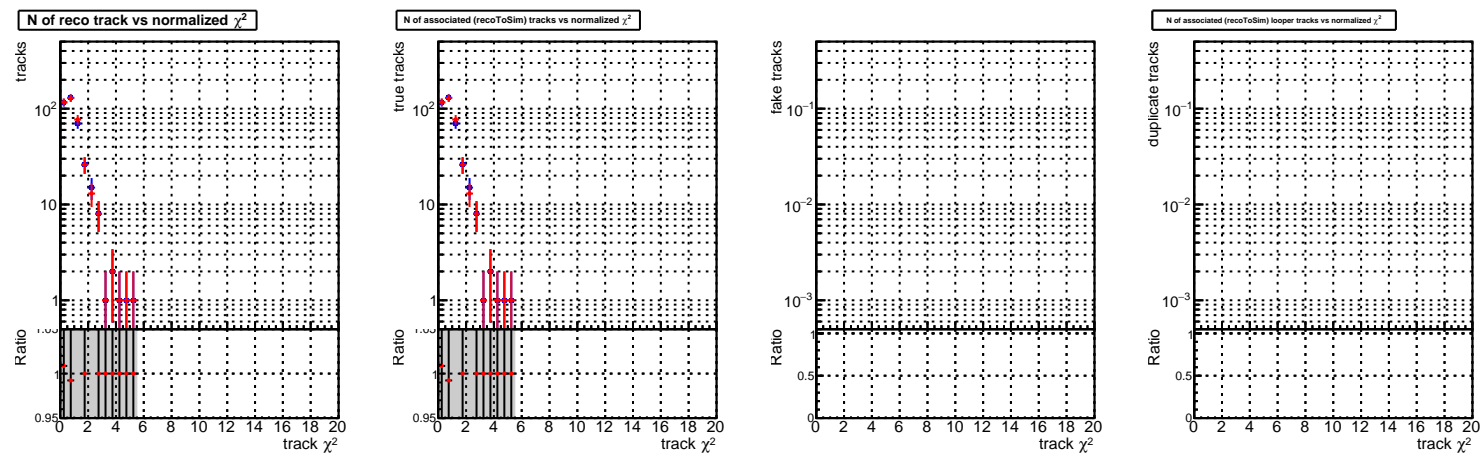 N of reco track vs normalized χ²
tracks
10²
10
1
1.05
Ratio
1
0.95
0 2 4 6 8 10 12 14 16 18 20
track χ²
N of associated (recoToSim) tracks vs normalized χ²
true tracks
10²
10
1
1.05
Ratio
1
0.95
0 2 4 6 8 10 12 14 16 18 20
track χ²
fake tracks
10⁻¹
10⁻²
10⁻³
Ratio
1
0.5
0
0 2 4 6 8 10 12 14 16 18 20
track χ²
N of associated (recoToSim) looper tracks vs normalized χ²
duplicate tracks
10⁻¹
10⁻²
10⁻³
Ratio
1
0.5
0
0 2 4 6 8 10 12 14 16 18 20
track χ²